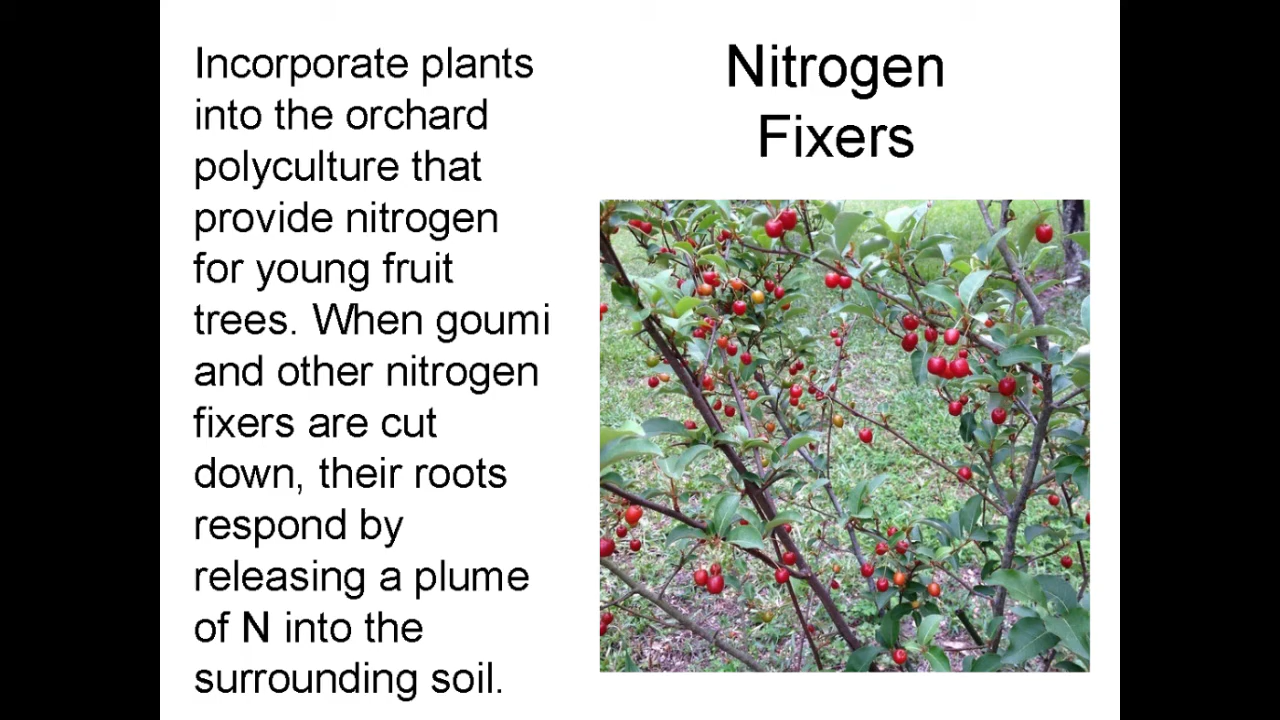 Incorporate plants
into the orchard
polyculture that
provide nitrogen
for young fruit
trees. When goumi
and other nitrogen
fixers are cut
down, their roots
respond by
releasing a plume
of N into the
surrounding soil.
Nitrogen
Fixers